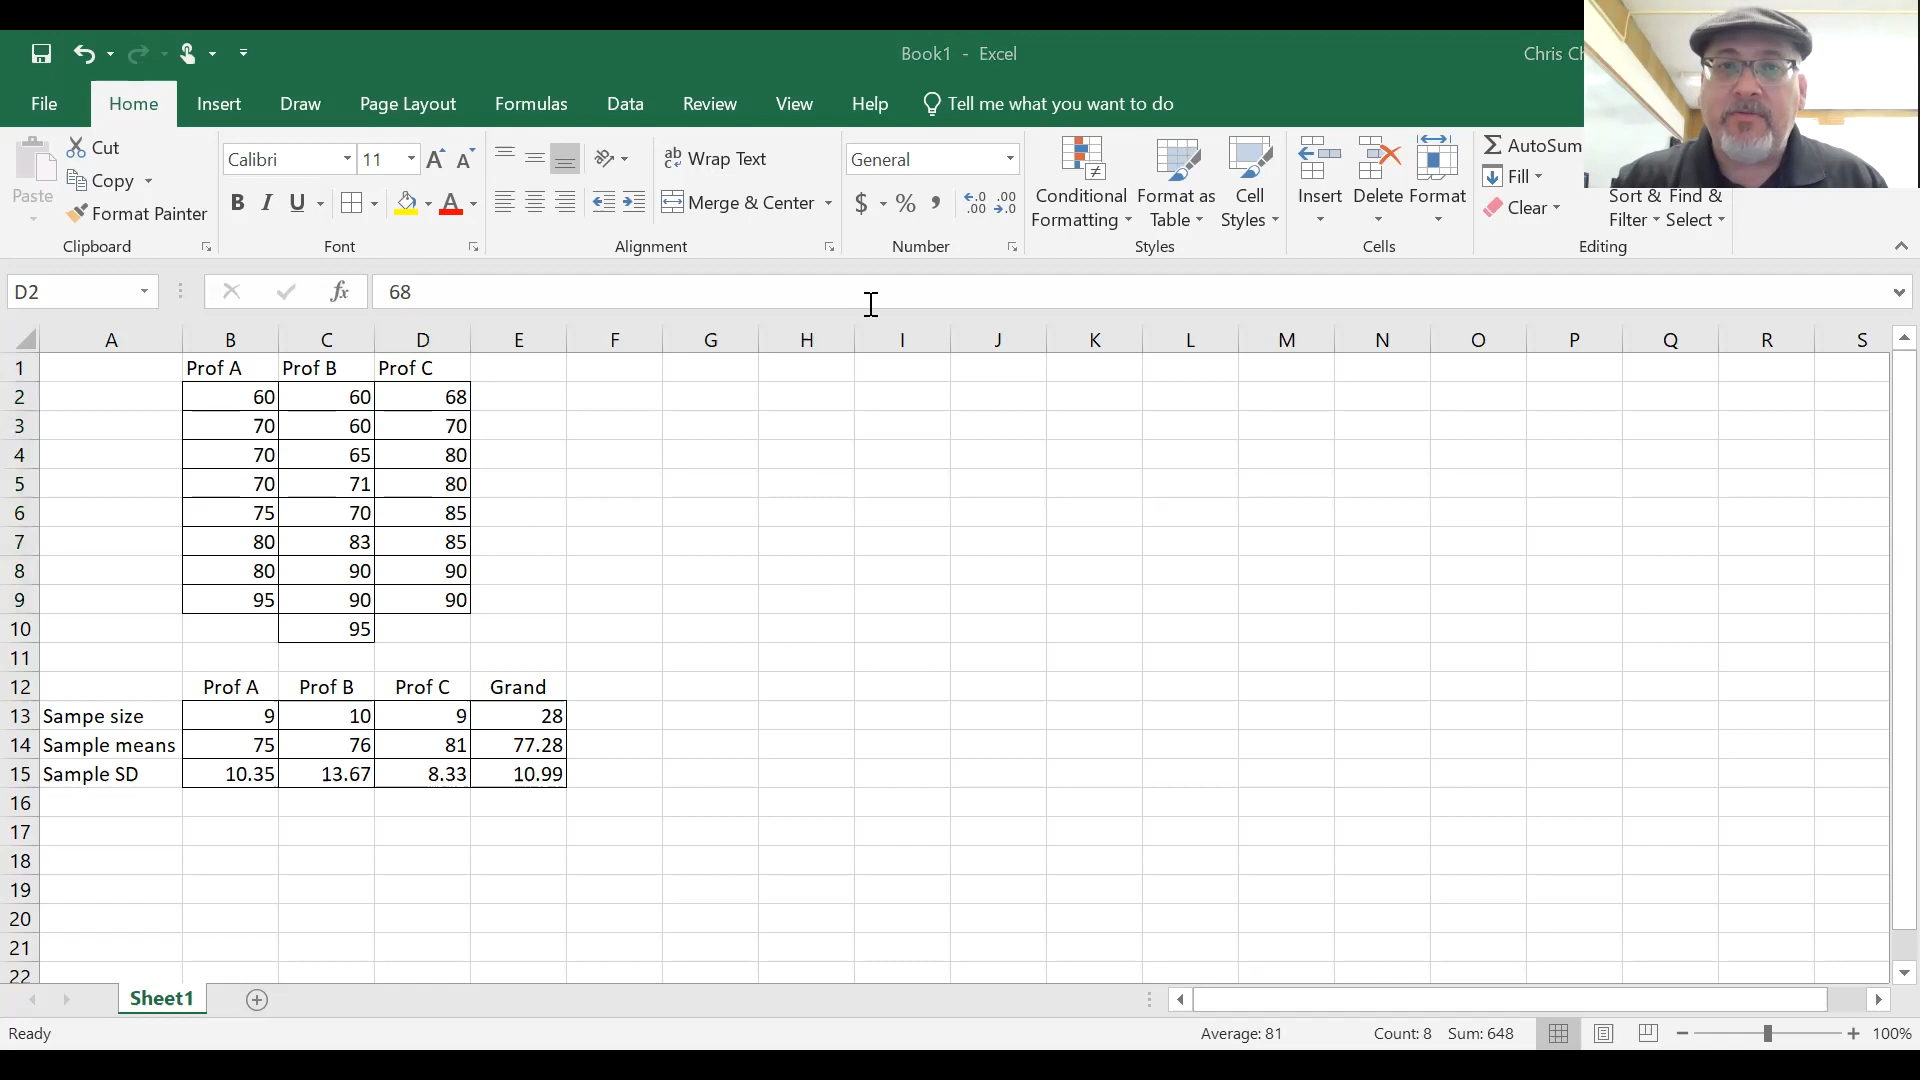 Book1 - Excel
Chris Ch
File Home Insert Draw Page Layout Formulas Data Review View Help Tell me what you want to do
Paste
Cut
Copy
Format Painter
Clipboard
Calibri 11
B I U
Font
Wrap Text
Merge & Center
Alignment
General
$ % ,
Number
Conditional Formatting
Format as Table
Cell Styles
Styles
Insert Delete Format
Cells
AutoSum
Fill
Clear
Sort & Filter
Find & Select
Editing
D2 fx 68
A B C D E F G H I J K L M N O P Q R S
1 Prof A Prof B Prof C
2 60 60 68
3 70 60 70
4 70 65 80
5 70 71 80
6 75 70 85
7 80 83 85
8 80 90 90
9 95 90 90
10 95
11
12 Prof A Prof B Prof C Grand
13 Sampe size 9 10 9 28
14 Sample means 75 76 81 77.28
15 Sample SD 10.35 13.67 8.33 10.99
16
17
18
19
20
21
22
Sheet1
Ready Average: 81 Count: 8 Sum: 648 100%